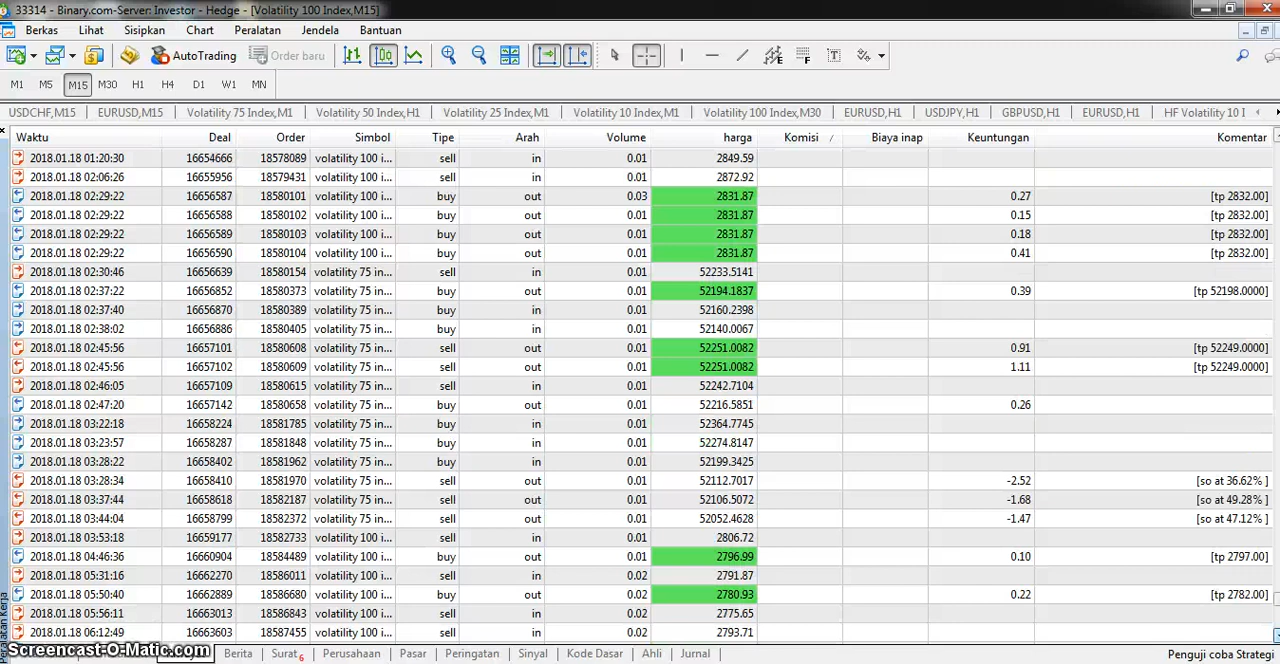 33314 - Binary.com-Server: Investor - Hedge - [Volatility 100 Index,M15]
Berkas Lihat Sisipkan Chart Peralatan Jendela Bantuan
AutoTrading Order baru
M1 M5 M15 M30 H1 H4 D1 W1 MN
USDCHF,M15 EURUSD,M15 Volatility 75 Index,M1 Volatility 50 Index,H1 Volatility 25 Index,M1 Volatility 10 Index,M1 Volatility 100 Index,M30 EURUSD,H1 USDJPY,H1 GBPUSD,H1 EURUSD,H1 HF Volatility 10 I
Waktu Deal Order Simbol Tipe Arah Volume harga Komisi / Biaya inap Keuntungan Komentar
2018.01.18 01:20:30 16654666 18578089 volatility 100 i... sell in 0.01 2849.59
2018.01.18 02:06:26 16655956 18579431 volatility 100 i... sell in 0.01 2872.92
2018.01.18 02:29:22 16656587 18580101 volatility 100 i... buy out 0.03 2831.87 0.27 [tp 2832.00]
2018.01.18 02:29:22 16656588 18580102 volatility 100 i... buy out 0.01 2831.87 0.15 [tp 2832.00]
2018.01.18 02:29:22 16656589 18580103 volatility 100 i... buy out 0.01 2831.87 0.18 [tp 2832.00]
2018.01.18 02:29:22 16656590 18580104 volatility 100 i... buy out 0.01 2831.87 0.41 [tp 2832.00]
2018.01.18 02:30:46 16656639 18580154 volatility 75 in... sell in 0.01 52233.5141
2018.01.18 02:37:22 16656852 18580373 volatility 75 in... buy out 0.01 52194.1837 0.39 [tp 52198.0000]
2018.01.18 02:37:40 16656870 18580389 volatility 75 in... buy in 0.01 52160.2398
2018.01.18 02:38:02 16656886 18580405 volatility 75 in... buy in 0.01 52140.0067
2018.01.18 02:45:56 16657101 18580608 volatility 75 in... sell out 0.01 52251.0082 0.91 [tp 52249.0000]
2018.01.18 02:45:56 16657102 18580609 volatility 75 in... sell out 0.01 52251.0082 1.11 [tp 52249.0000]
2018.01.18 02:46:05 16657109 18580615 volatility 75 in... sell in 0.01 52242.7104
2018.01.18 02:47:20 16657142 18580658 volatility 75 in... buy out 0.01 52216.5851 0.26
2018.01.18 03:22:18 16658224 18581785 volatility 75 in... buy in 0.01 52364.7745
2018.01.18 03:23:57 16658287 18581848 volatility 75 in... buy in 0.01 52274.8147
2018.01.18 03:28:22 16658402 18581962 volatility 75 in... buy in 0.01 52199.3425
2018.01.18 03:28:34 16658410 18581970 volatility 75 in... sell out 0.01 52112.7017 -2.52 [so at 36.62% ]
2018.01.18 03:37:44 16658618 18582187 volatility 75 in... sell out 0.01 52106.5072 -1.68 [so at 49.28% ]
2018.01.18 03:44:04 16658799 18582372 volatility 75 in... sell out 0.01 52052.4628 -1.47 [so at 47.12% ]
2018.01.18 03:53:18 16659177 18582733 volatility 100 i... sell in 0.01 2806.72
2018.01.18 04:46:36 16660904 18584489 volatility 100 i... buy out 0.01 2796.99 0.10 [tp 2797.00]
2018.01.18 05:31:16 16662270 18586011 volatility 100 i... sell in 0.02 2791.87
2018.01.18 05:50:40 16662889 18586680 volatility 100 i... buy out 0.02 2780.93 0.22 [tp 2782.00]
2018.01.18 05:56:11 16663013 18586843 volatility 100 i... sell in 0.02 2775.65
2018.01.18 06:12:49 16663603 18587455 volatility 100 i... sell in 0.02 2793.71
Peralatan Kerja
Screencast-O-Matic.com Berita Surat 6 Perusahaan Pasar Peringatan Sinyal Kode Dasar Ahli Jurnal Penguji coba Strategi